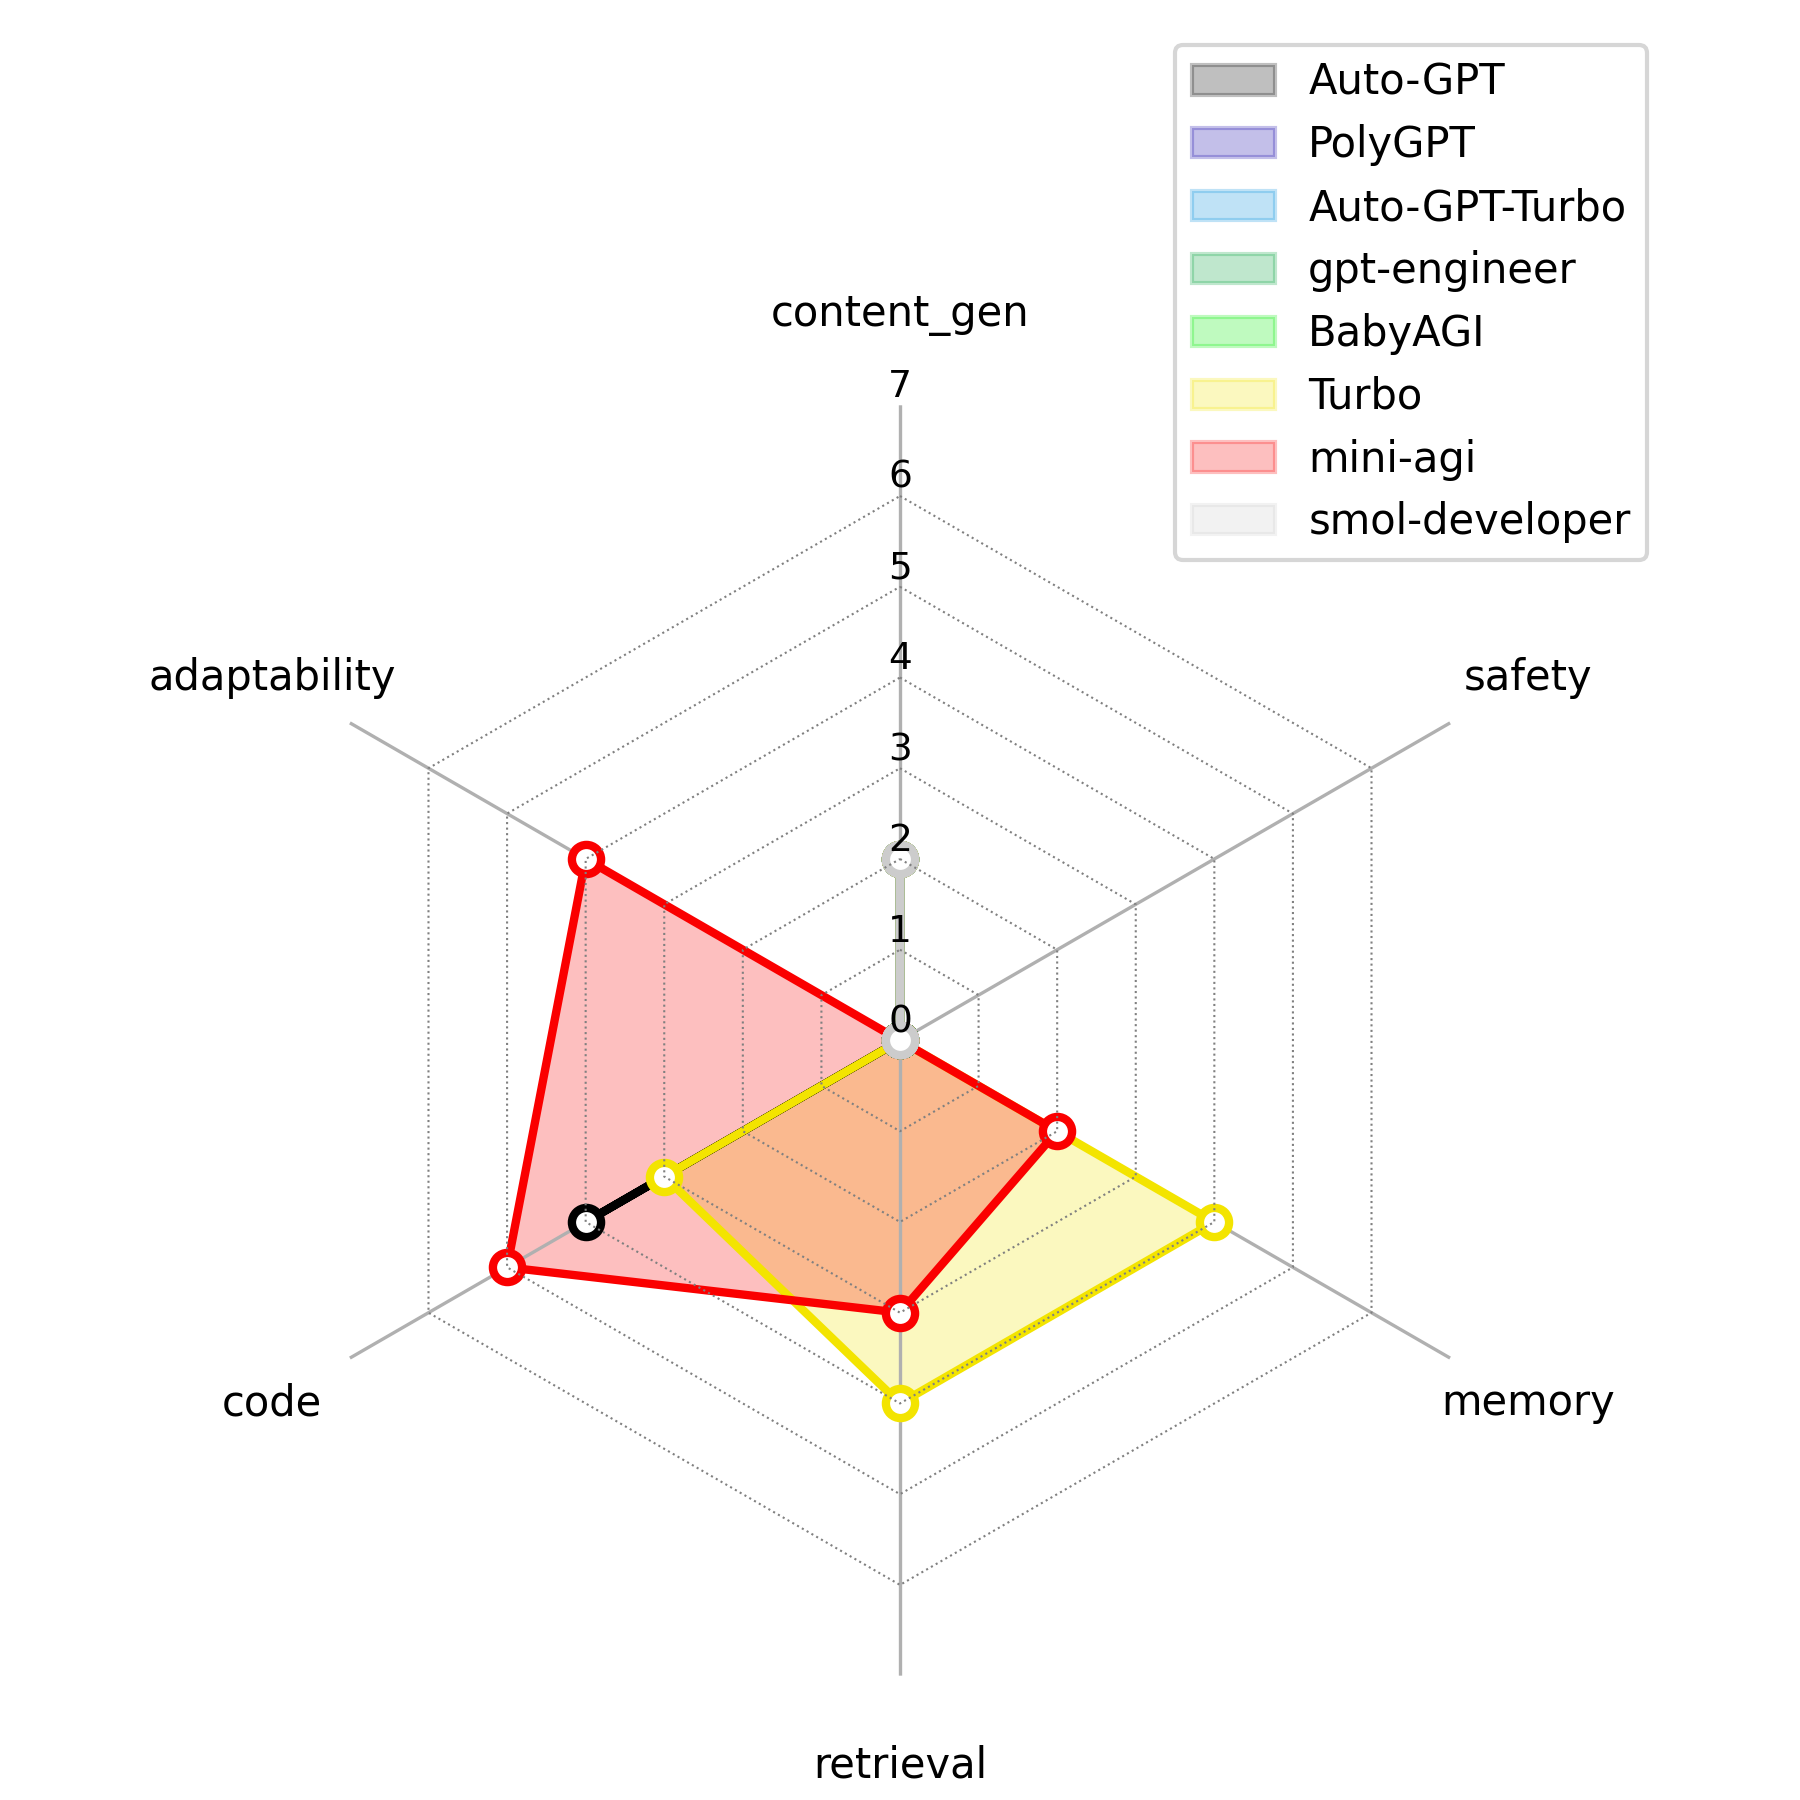 Auto-GPT
PolyGPT
Auto-GPT-Turbo
gpt-engineer
BabyAGI
Turbo
mini-agi
smol-developer
content_gen
7
6
5
4
3
2
1
0
adaptability
safety
code
memory
retrieval